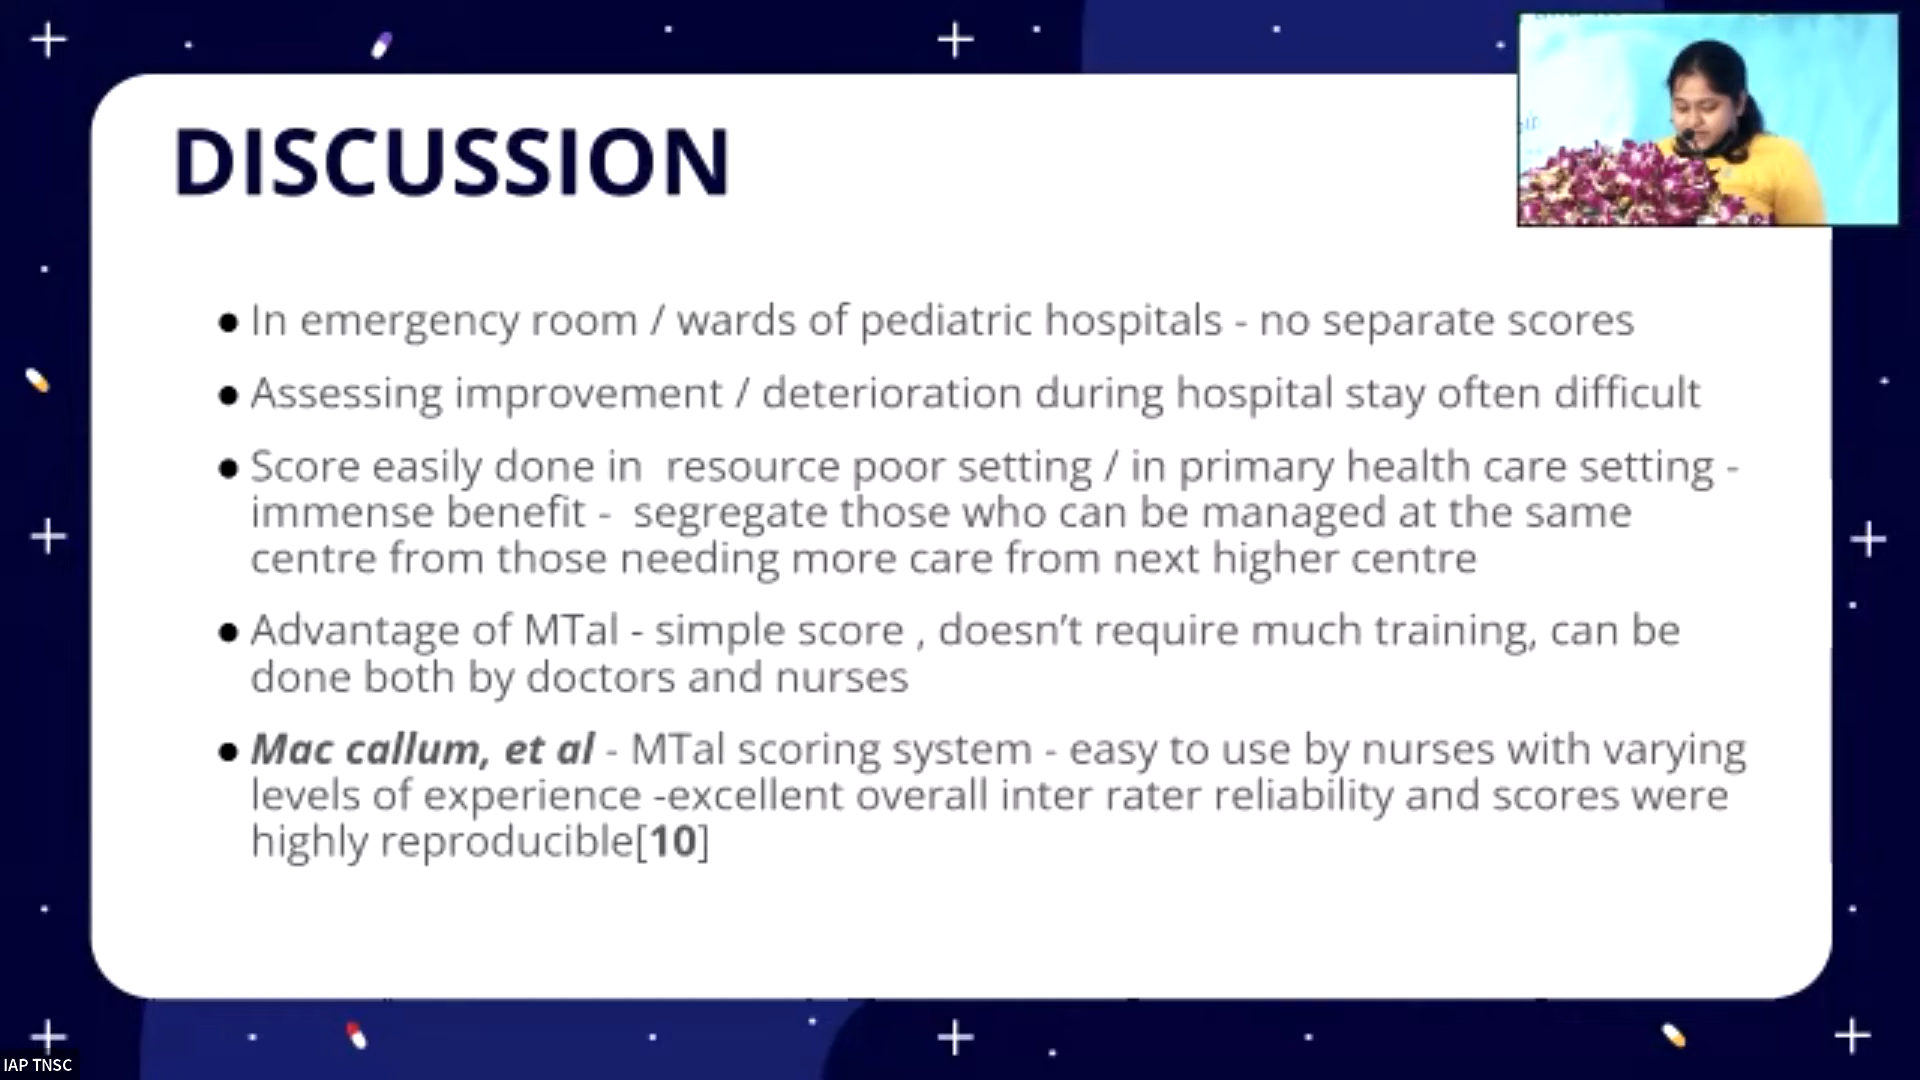 DISCUSSION
● In emergency room / wards of pediatric hospitals - no separate scores
● Assessing improvement / deterioration during hospital stay often difficult
● Score easily done in  resource poor setting / in primary health care setting -
immense benefit -  segregate those who can be managed at the same
centre from those needing more care from next higher centre
● Advantage of MTal - simple score , doesn’t require much training, can be
done both by doctors and nurses
● Mac callum, et al - MTal scoring system - easy to use by nurses with varying
levels of experience -excellent overall inter rater reliability and scores were
highly reproducible[10]
IAP TNSC